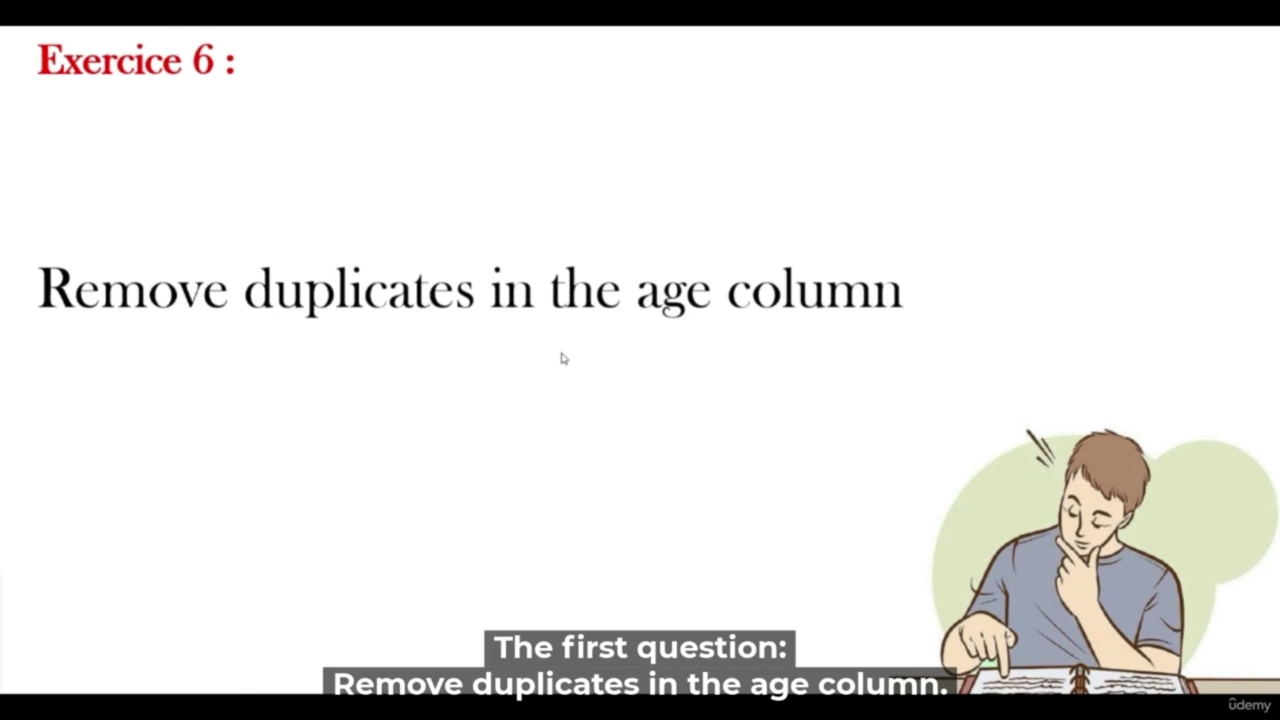 Exercice 6 :
Remove duplicates in the age column
The first question:
Remove duplicates in the age column.
ûdemy